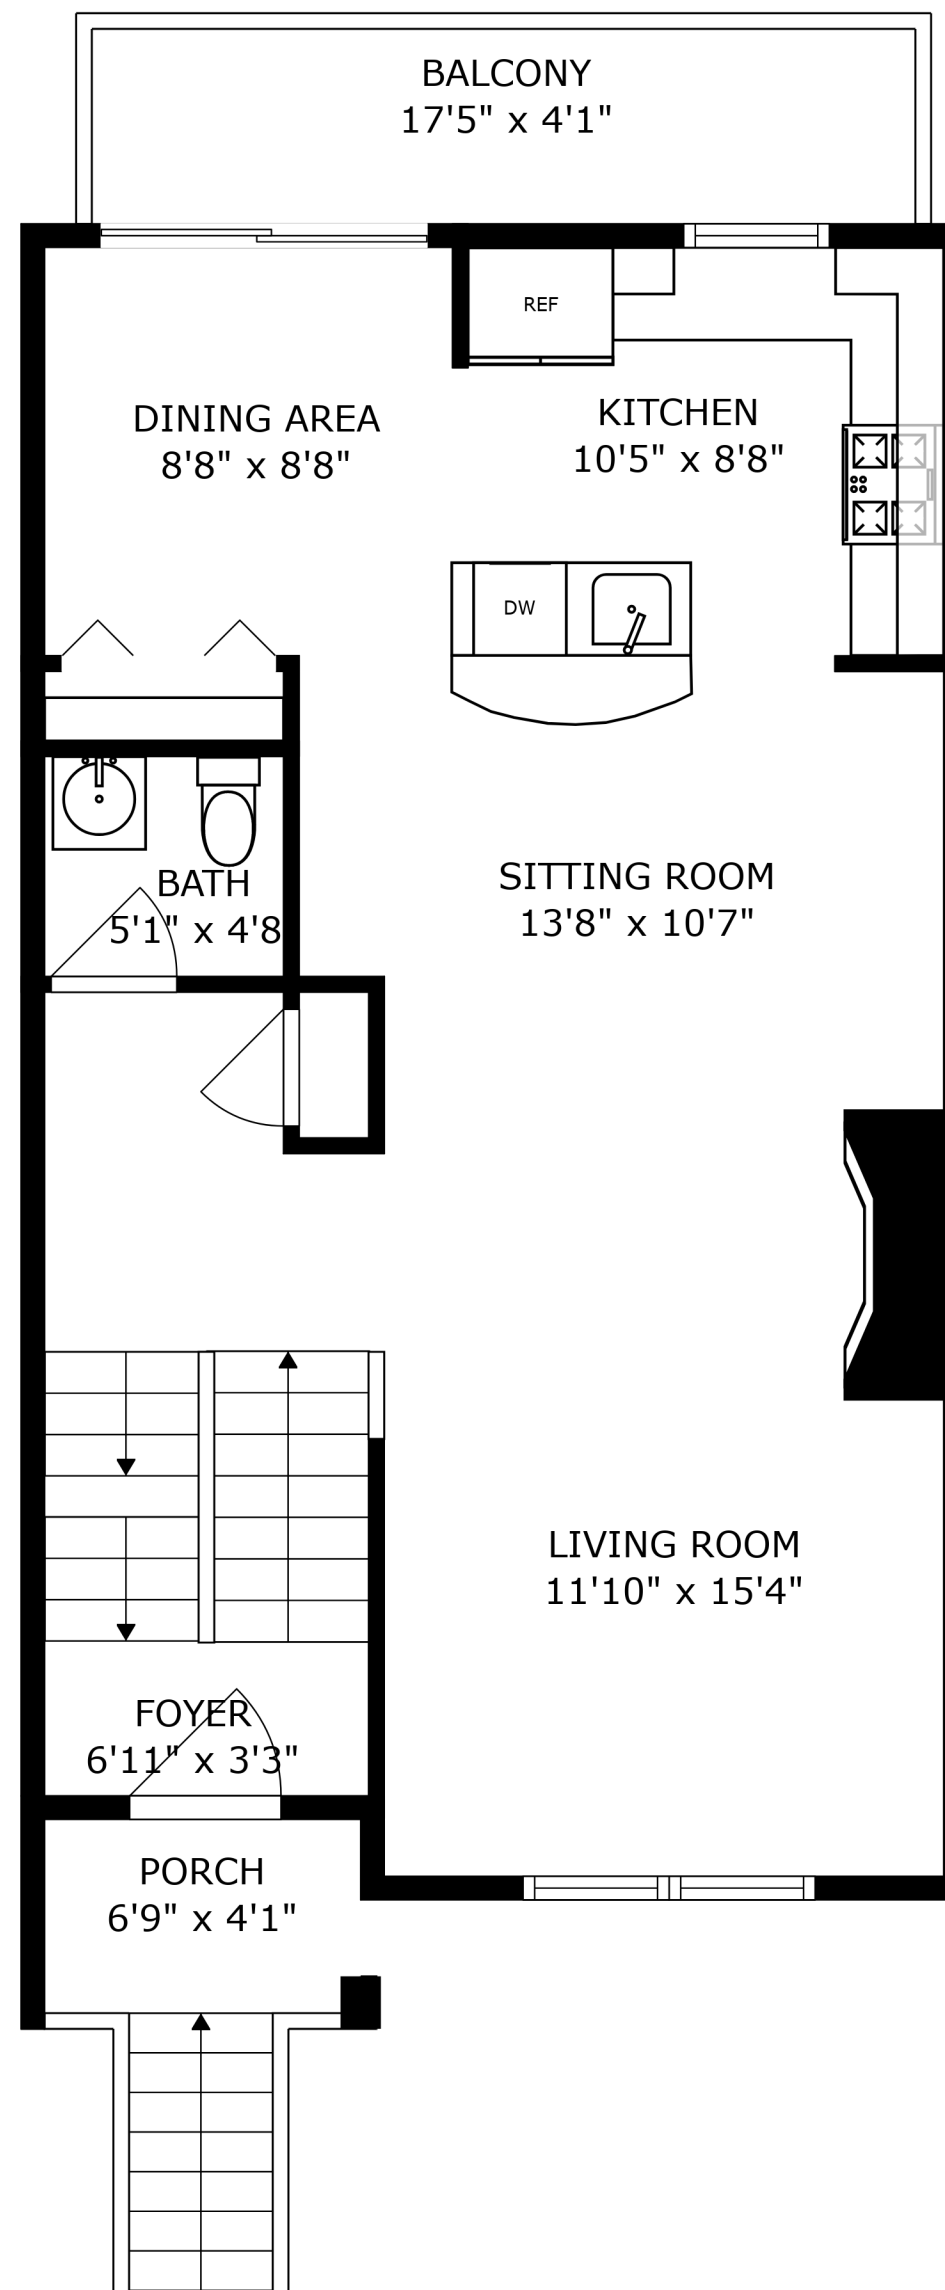 BALCONY
17'5" x 4'1"
REF
DINING AREA
8'8" x 8'8"
KITCHEN
10'5" x 8'8"
DW
BATH
5'1" x 4'8
SITTING ROOM
13'8" x 10'7"
LIVING ROOM
11'10" x 15'4"
FOYER
6'11" x 3'3"
PORCH
6'9" x 4'1"